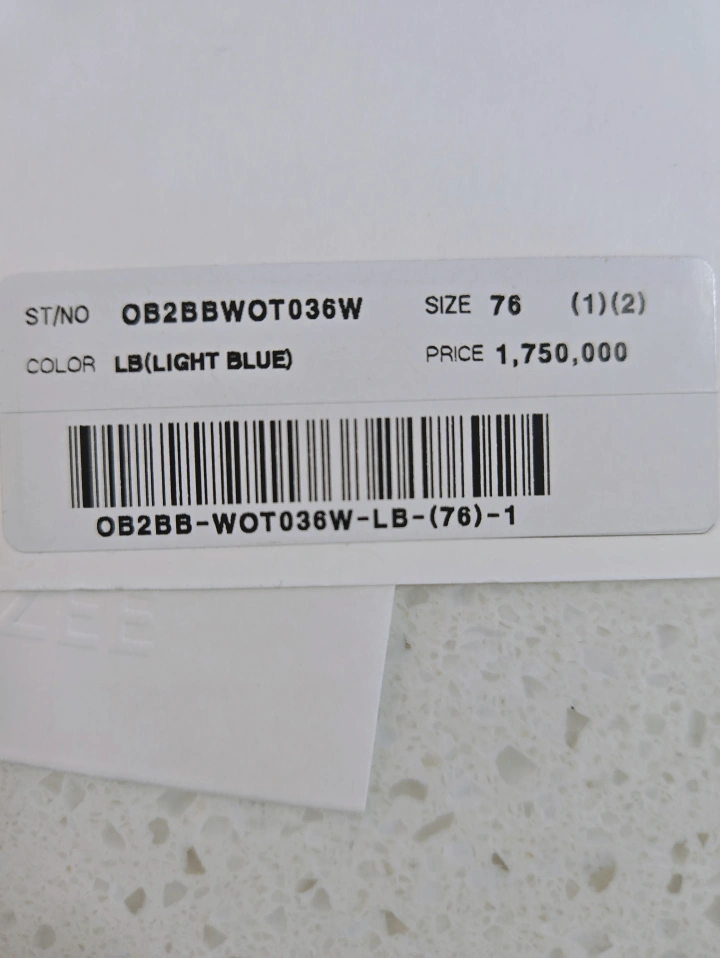 ST/NO OB2BBWOT036W SIZE 76 (1)(2)
COLOR LB(LIGHT BLUE) PRICE 1,750,000
OB2BB-WOT036W-LB-(76)-1
ZEE